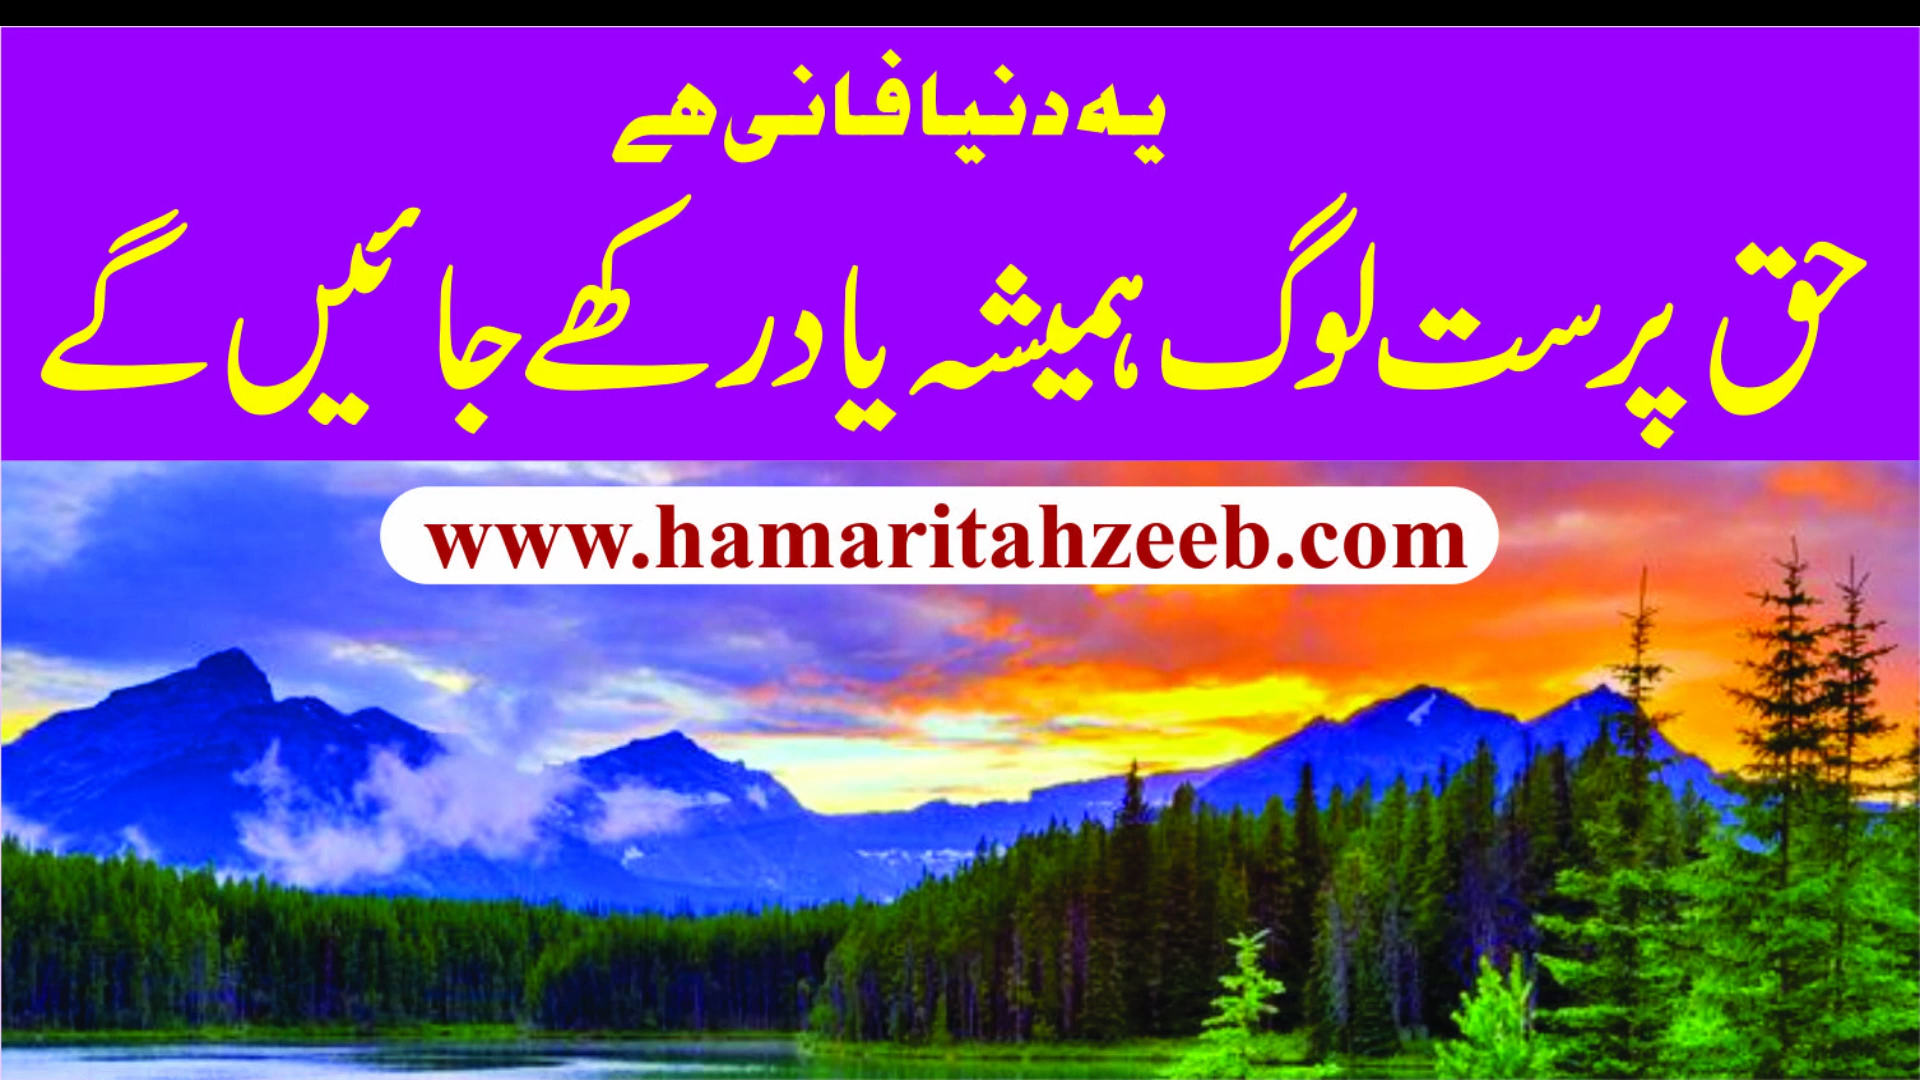 یہ دنیا فانی ہے
حق پرست لوگ ہمیشہ یاد رکھے جائیں گے
www.hamaritahzeeb.com